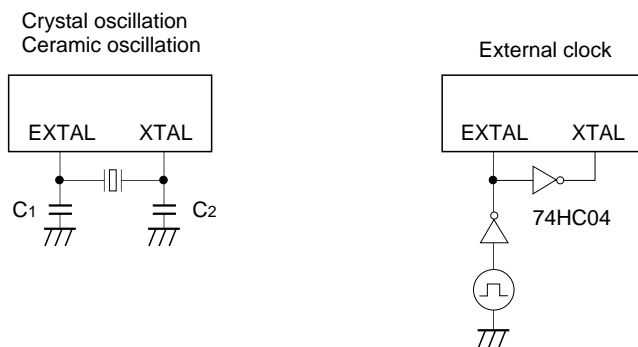 Crystal oscillation
Ceramic oscillation
EXTAL XTAL
C1
C2
External clock
EXTAL XTAL
74HC04